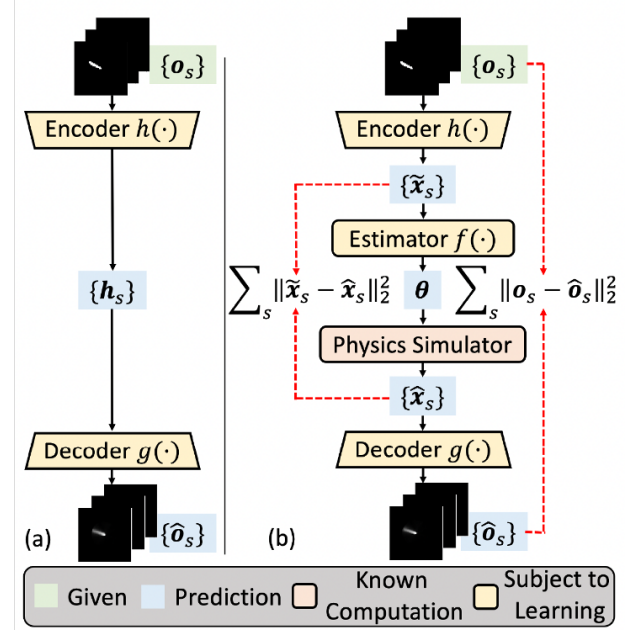 {o_s}
Encoder h(·)
{h_s}
Decoder g(·)
(a)
{ô_s}
{o_s}
Encoder h(·)
{x̃_s}
Estimator f(·)
∑_s ‖x̃_s − x̂_s‖₂²
θ
∑_s ‖o_s − ô_s‖₂²
Physics Simulator
{x̂_s}
Decoder g(·)
(b)
{ô_s}
Given
Prediction
Known
Computation
Subject to
Learning